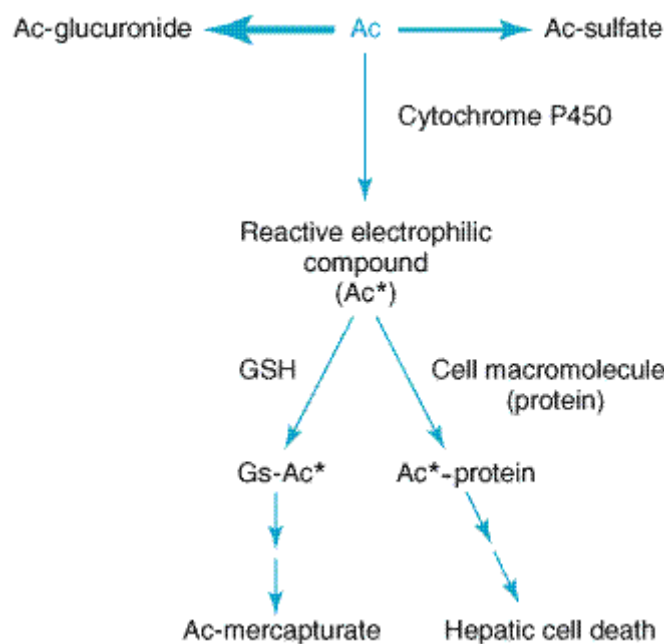 Ac-glucuronide Ac Ac-sulfate
Cytochrome P450
Reactive electrophilic
compound
(Ac*)
GSH
Cell macromolecule
(protein)
Gs-Ac* Ac*-protein
Ac-mercapturate Hepatic cell death